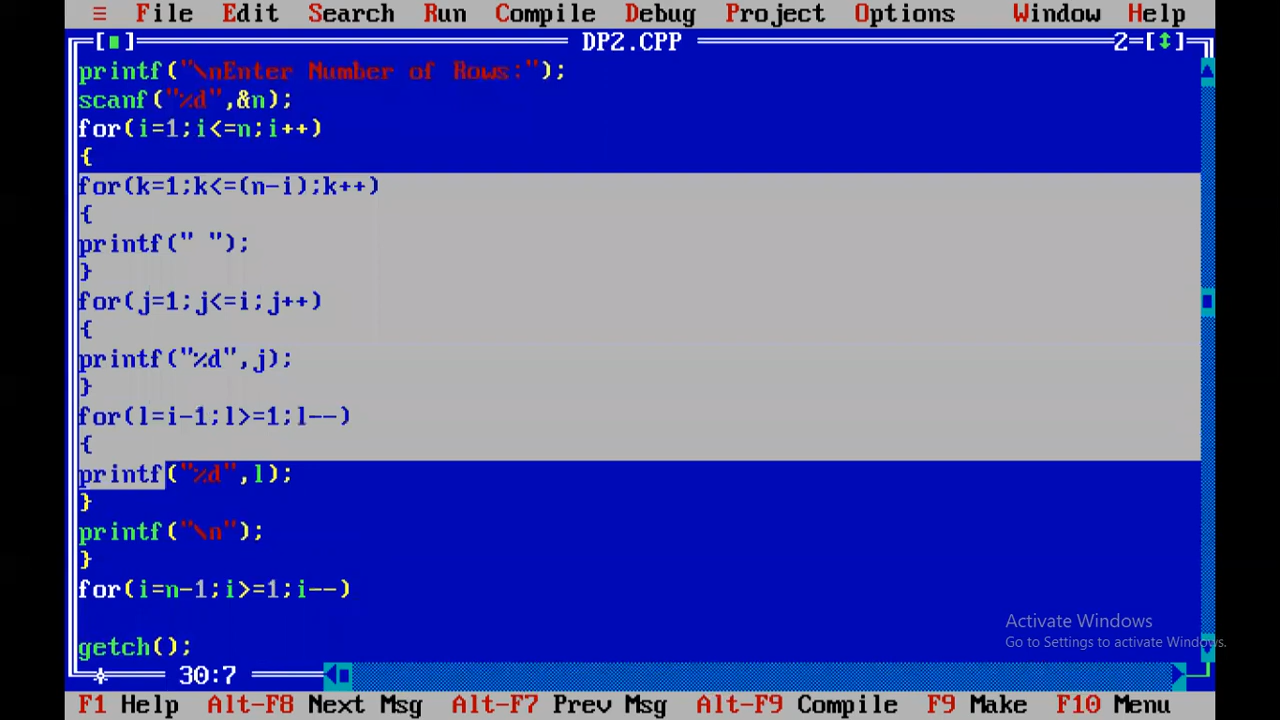 ≡ File Edit Search Run Compile Debug Project Options Window Help
[■] DP2.CPP 2=[↕]
printf("\nEnter Number of Rows:");
scanf("%d",&n);
for(i=1;i<=n;i++)
{
for(k=1;k<=(n-i);k++)
{
printf(" ");
}
for(j=1;j<=i;j++)
{
printf("%d",j);
}
for(l=i-1;l>=1;l--)
{
printf("%d",l);
}
printf("\n");
}
for(i=n-1;i>=1;i--)
getch();
Activate Windows
Go to Settings to activate Windows.
30:7
F1 Help Alt-F8 Next Msg Alt-F7 Prev Msg Alt-F9 Compile F9 Make F10 Menu